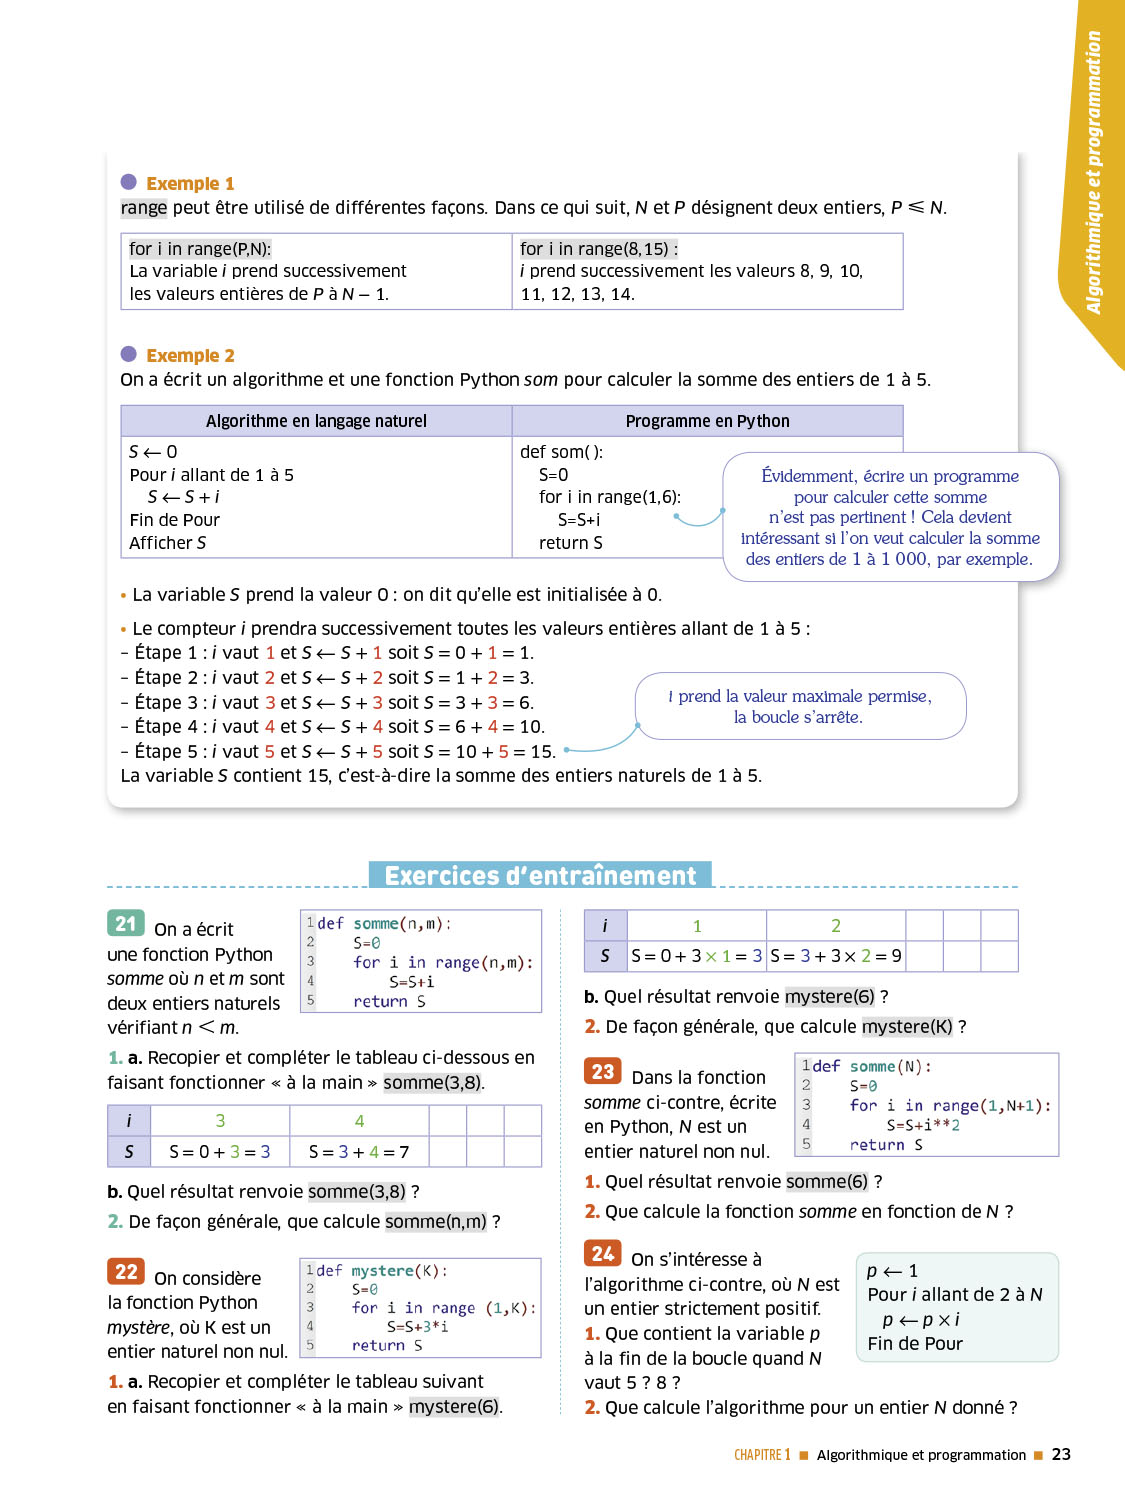 Algorithmique et programmation
Exemple 1
range peut être utilisé de différentes façons. Dans ce qui suit, N et P désignent deux entiers, P ⩽ N.
for i in range(P,N):
La variable i prend successivement
les valeurs entières de P à N – 1.
for i in range(8,15) :
i prend successivement les valeurs 8, 9, 10,
11, 12, 13, 14.
Exemple 2
On a écrit un algorithme et une fonction Python som pour calculer la somme des entiers de 1 à 5.
Algorithme en langage naturel
S ← 0
Pour i allant de 1 à 5
S ← S + i
Fin de Pour
Afficher S
Programme en Python
def som( ):
S=0
for i in range(1,6):
S=S+i
return S
Évidemment, écrire un programme
pour calculer cette somme
n'est pas pertinent ! Cela devient
intéressant si l'on veut calculer la somme
des entiers de 1 à 1 000, par exemple.
• La variable S prend la valeur 0 : on dit qu'elle est initialisée à 0.
• Le compteur i prendra successivement toutes les valeurs entières allant de 1 à 5 :
– Étape 1 : i vaut 1 et S ← S + 1 soit S = 0 + 1 = 1.
– Étape 2 : i vaut 2 et S ← S + 2 soit S = 1 + 2 = 3.
– Étape 3 : i vaut 3 et S ← S + 3 soit S = 3 + 3 = 6.
– Étape 4 : i vaut 4 et S ← S + 4 soit S = 6 + 4 = 10.
– Étape 5 : i vaut 5 et S ← S + 5 soit S = 10 + 5 = 15.
i prend la valeur maximale permise,
la boucle s'arrête.
La variable S contient 15, c'est-à-dire la somme des entiers naturels de 1 à 5.
Exercices d'entraînement
21 On a écrit
une fonction Python
somme où n et m sont
deux entiers naturels
vérifiant n < m.
1 def somme(n,m):
2 S=0
3 for i in range(n,m):
4 S=S+i
5 return S
1. a. Recopier et compléter le tableau ci-dessous en
faisant fonctionner « à la main » somme(3,8).
i 3 4
S S = 0 + 3 = 3 S = 3 + 4 = 7
b. Quel résultat renvoie somme(3,8) ?
2. De façon générale, que calcule somme(n,m) ?
22 On considère
la fonction Python
mystère, où K est un
entier naturel non nul.
1 def mystere(K):
2 S=0
3 for i in range (1,K):
4 S=S+3*i
5 return S
1. a. Recopier et compléter le tableau suivant
en faisant fonctionner « à la main » mystere(6).
i 1 2
S S = 0 + 3 × 1 = 3 S = 3 + 3 × 2 = 9
b. Quel résultat renvoie mystere(6) ?
2. De façon générale, que calcule mystere(K) ?
23 Dans la fonction
somme ci-contre, écrite
en Python, N est un
entier naturel non nul.
1 def somme(N):
2 S=0
3 for i in range(1,N+1):
4 S=S+i**2
5 return S
1. Quel résultat renvoie somme(6) ?
2. Que calcule la fonction somme en fonction de N ?
24 On s'intéresse à
l'algorithme ci-contre, où N est
un entier strictement positif.
1. Que contient la variable p
à la fin de la boucle quand N
vaut 5 ? 8 ?
p ← 1
Pour i allant de 2 à N
p ← p × i
Fin de Pour
2. Que calcule l'algorithme pour un entier N donné ?
CHAPITRE 1 ■ Algorithmique et programmation ■ 23